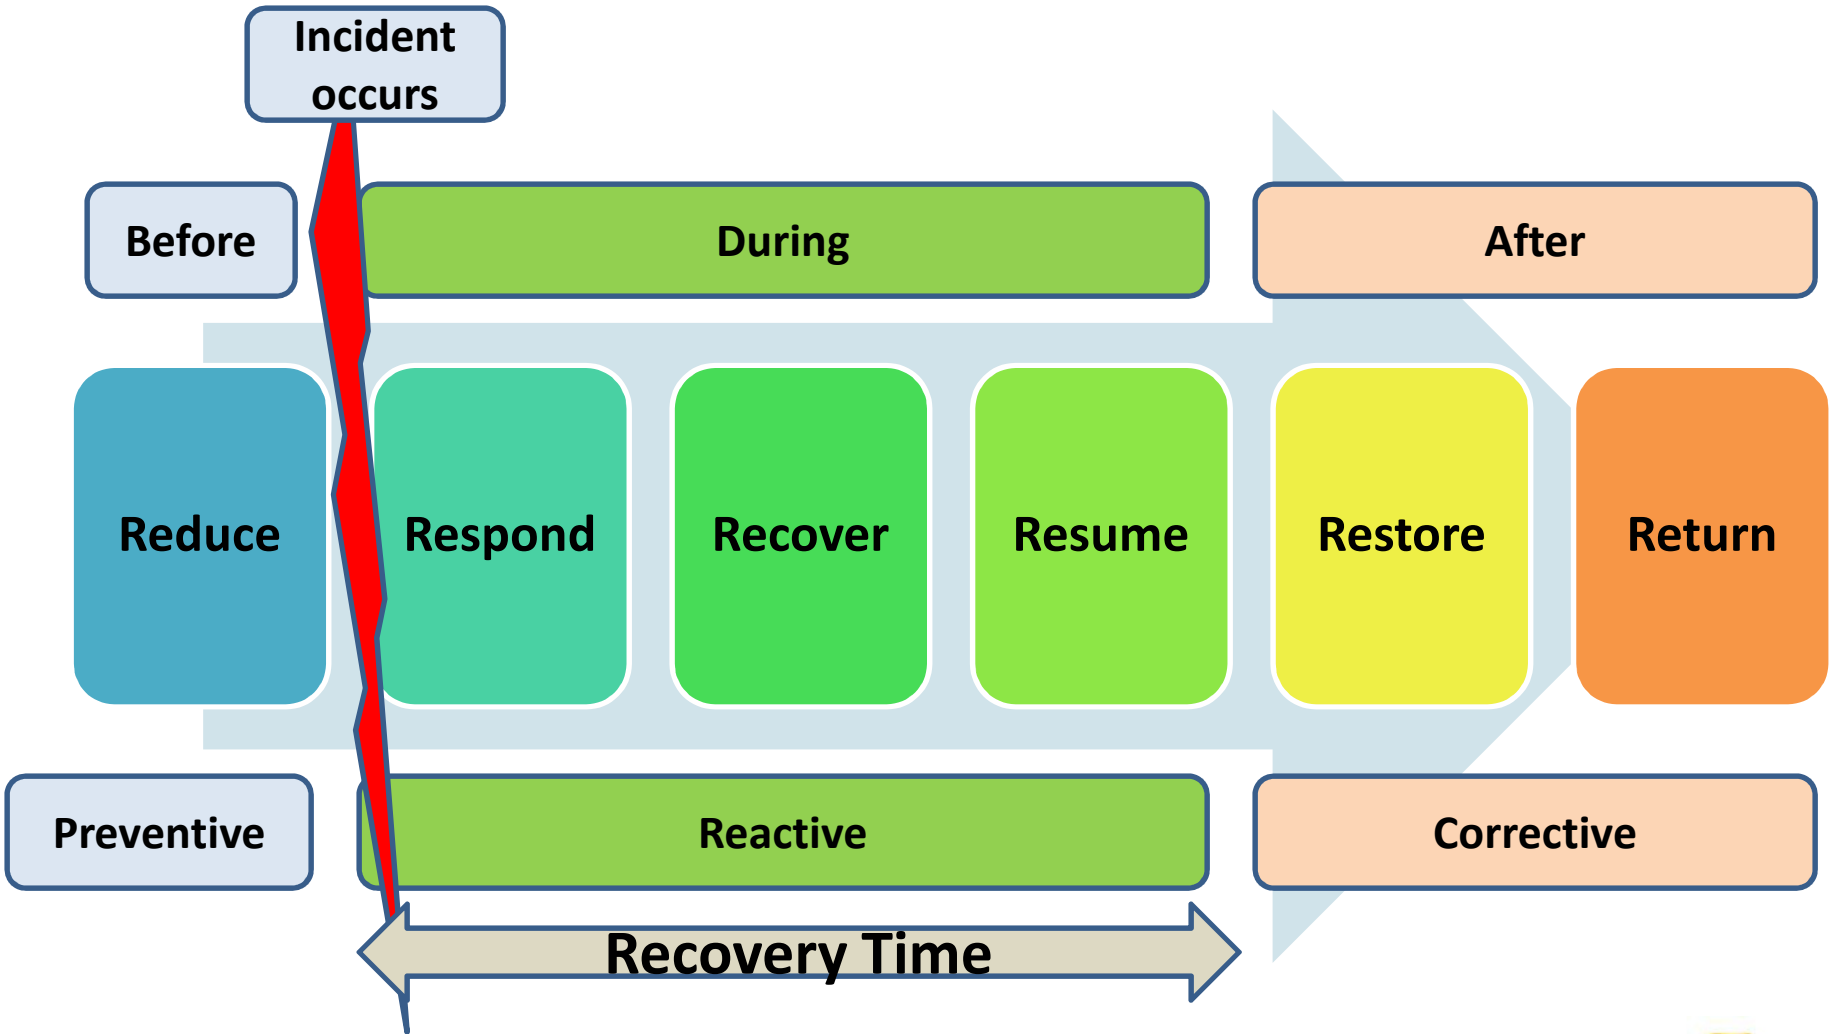 Incident
occurs
Before
During
After
Reduce
Respond
Recover
Resume
Restore
Return
Preventive
Reactive
Corrective
Recovery Time